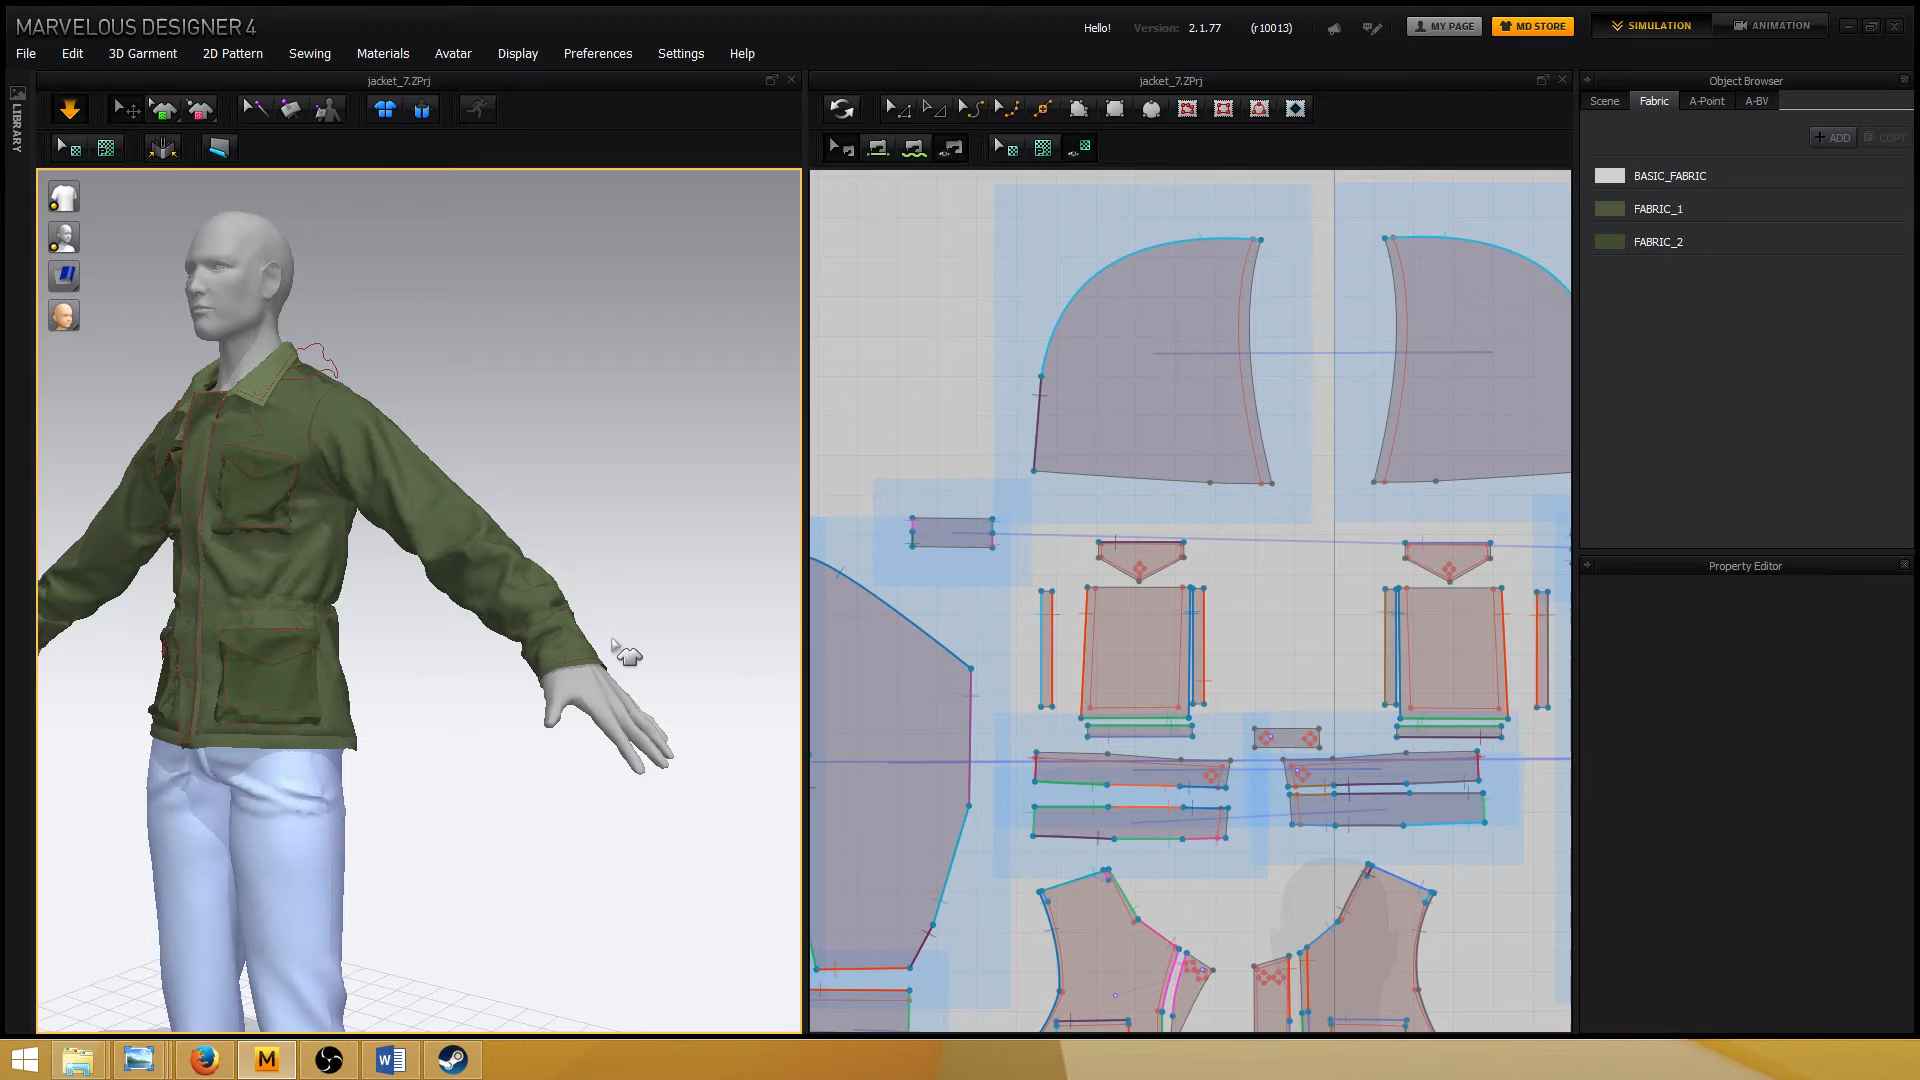 MARVELOUS DESIGNER 4
Hello! Version: 2.1.77 (r10013) MY PAGE MD STORE SIMULATION ANIMATION
File Edit 3D Garment 2D Pattern Sewing Materials Avatar Display Preferences Settings Help
jacket_7.ZPrj
jacket_7.ZPrj
Object Browser
LIBRARY
Scene Fabric A-Point A-BV
+ ADD COPY
BASIC_FABRIC
FABRIC_1
FABRIC_2
Property Editor
M
W